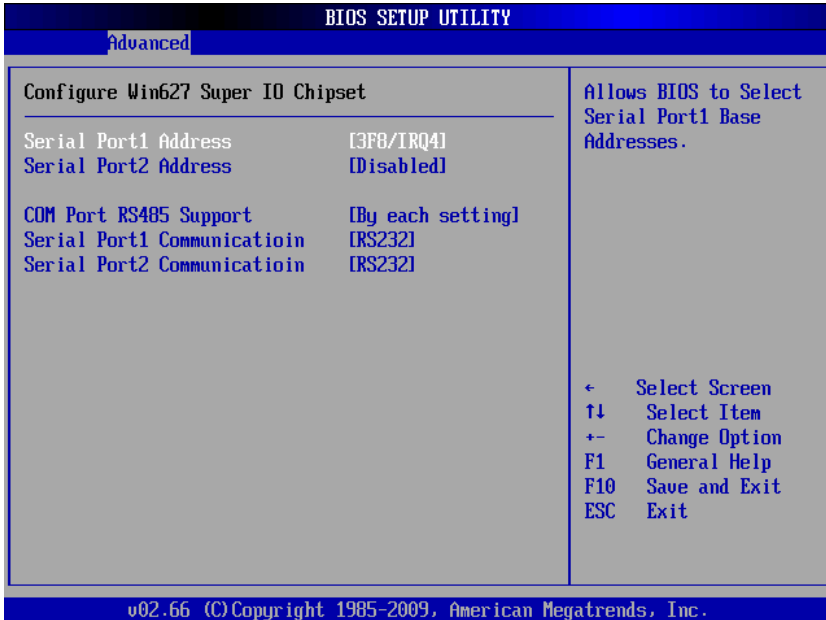 BIOS SETUP UTILITY
Advanced
Configure Win627 Super IO Chipset
Serial Port1 Address [3F8/IRQ4]
Serial Port2 Address [Disabled]
COM Port RS485 Support [By each setting]
Serial Port1 Communicatioin [RS232]
Serial Port2 Communicatioin [RS232]
Allows BIOS to Select
Serial Port1 Base
Addresses.
← Select Screen
↑↓ Select Item
+- Change Option
F1 General Help
F10 Save and Exit
ESC Exit
v02.66 (C)Copyright 1985-2009, American Megatrends, Inc.